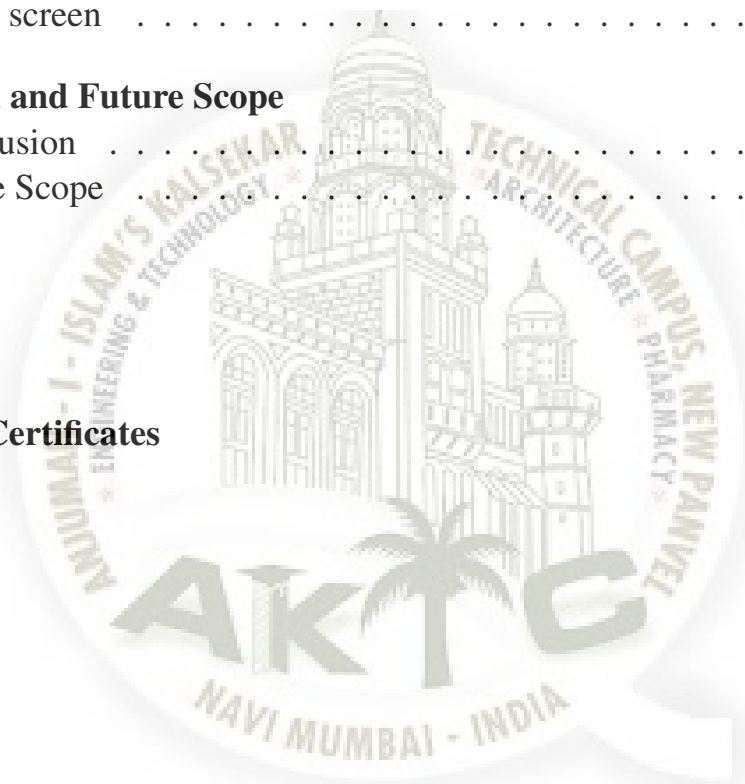 screen . . . . . . . . . . . . . . . . . . . . . . . . . . .
and Future Scope
usion . . . . . . . . . . . . . . . . . . . . . . . . . . . .
e Scope . . . . . . . . . . . . . . . . . . . . . . . . . . .
Certificates
ANJUMAN - I - ISLAM'S KALSEKAR TECHNICAL CAMPUS, NEW PANVEL
* ENGINEERING & TECHNOLOGY * * ARCHITECTURE * PHARMACY *
AIKTC
NAVI MUMBAI - INDIA